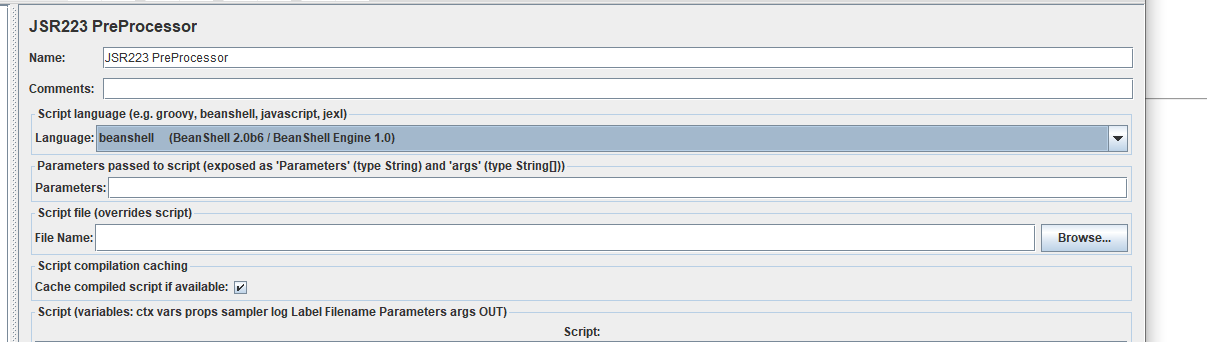 JSR223 PreProcessor
Name: JSR223 PreProcessor
Comments:
Script language (e.g. groovy, beanshell, javascript, jexl)
Language: beanshell (BeanShell 2.0b6 / BeanShell Engine 1.0)
Parameters passed to script (exposed as 'Parameters' (type String) and 'args' (type String[]))
Parameters:
Script file (overrides script)
File Name: Browse...
Script compilation caching
Cache compiled script if available:
Script (variables: ctx vars props sampler log Label Filename Parameters args OUT)
Script: